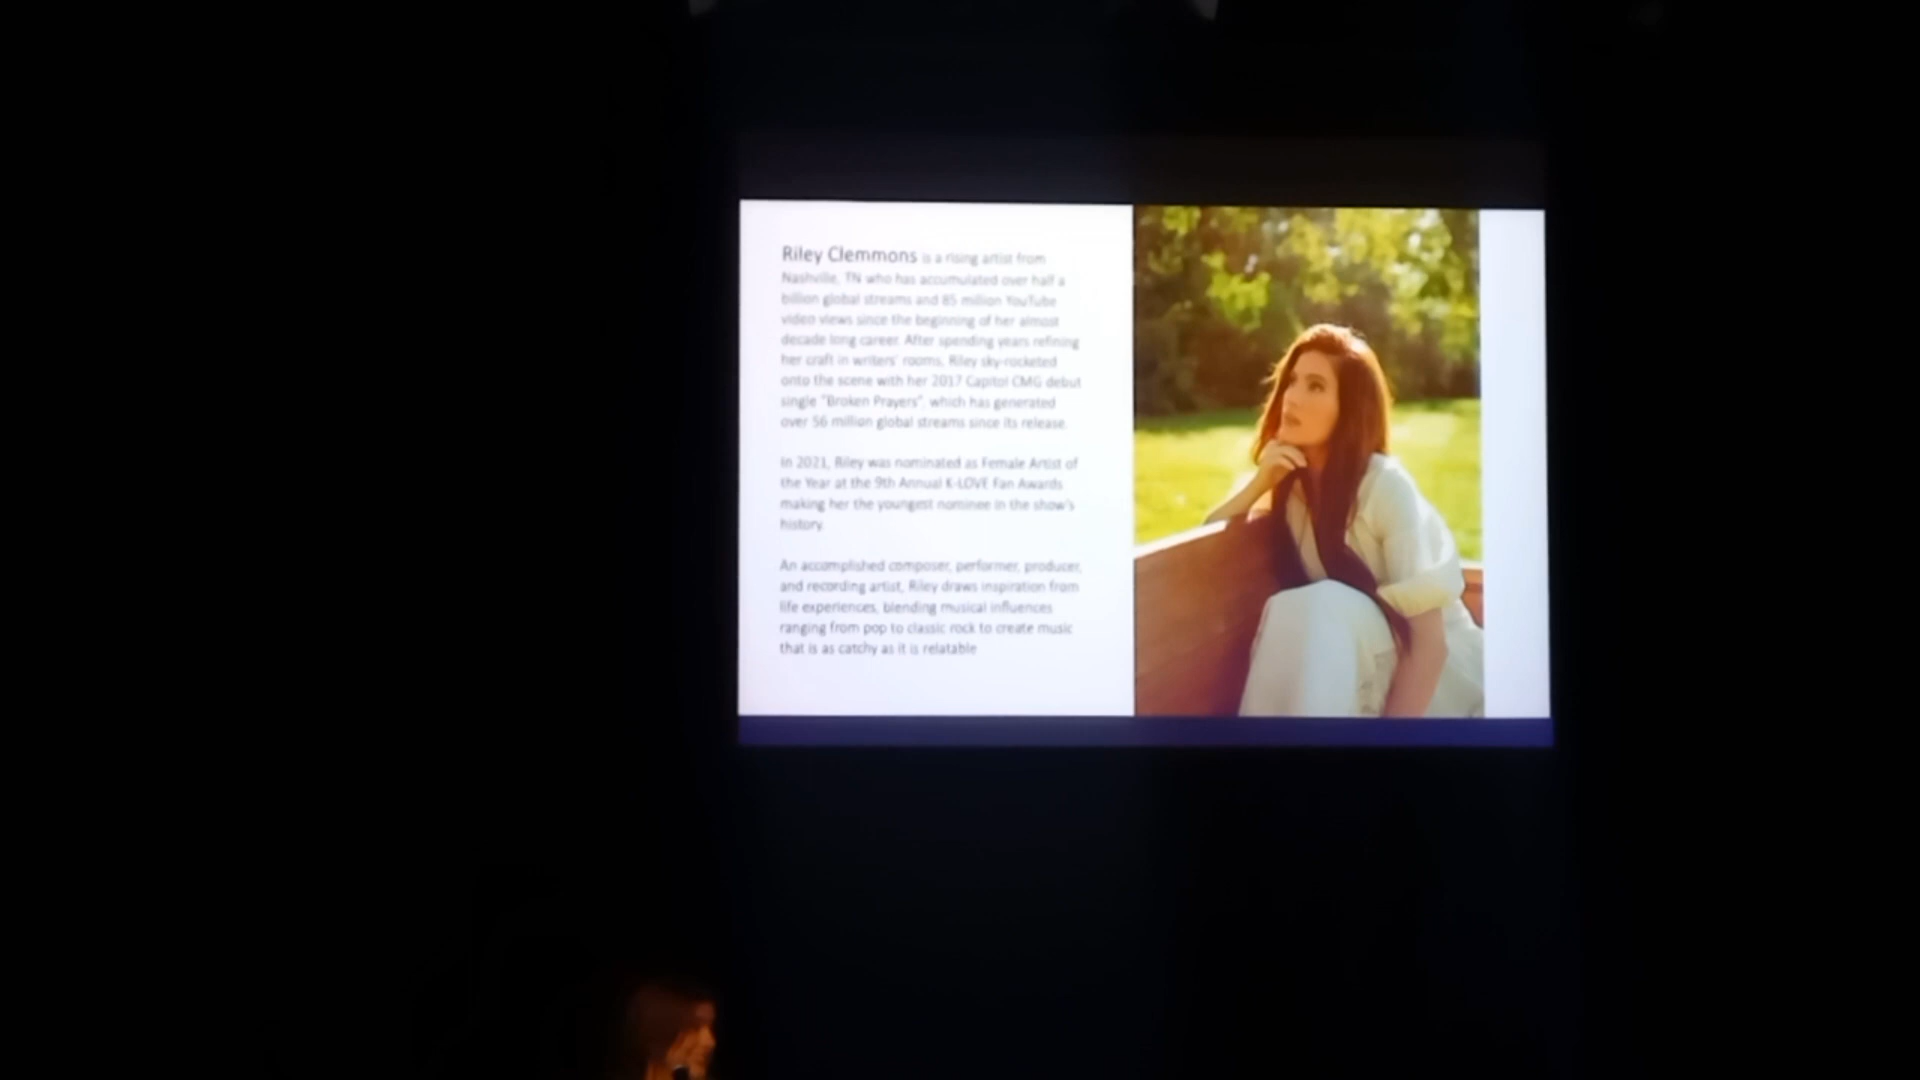 Riley Clemmons is a rising artist from
Nashville, TN who has accumulated over half a
billion global streams and 85 million YouTube
video views since the beginning of her almost
decade long career. After spending years refining
her craft in writers' rooms, Riley sky-rocketed
onto the scene with her 2017 Capitol CMG debut
single "Broken Prayers", which has generated
over 56 million global streams since its release.
In 2021, Riley was nominated as Female Artist of
the Year at the 9th Annual K-LOVE Fan Awards
making her the youngest nominee in the show's
history.
An accomplished composer, performer, producer,
and recording artist, Riley draws inspiration from
life experiences, blending musical influences
ranging from pop to classic rock to create music
that is as catchy as it is relatable